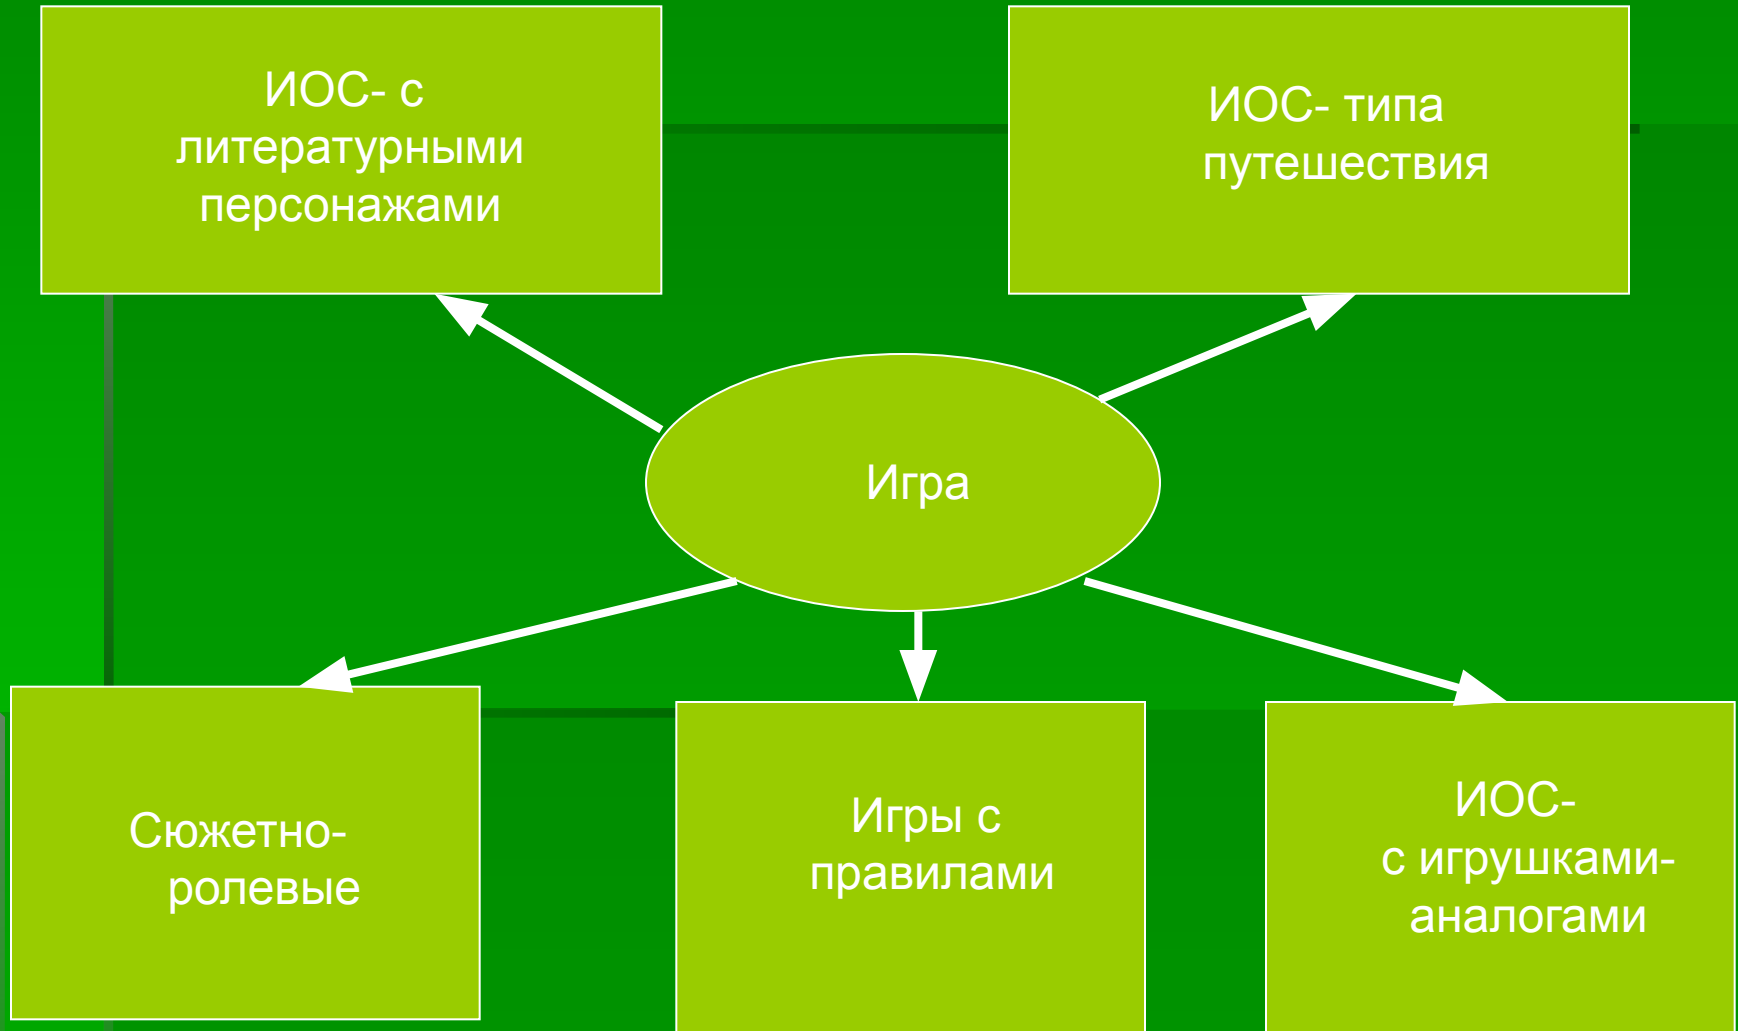 ИОС- с
литературными
персонажами
ИОС- типа
путешествия
Игра
Сюжетно-
ролевые
Игры с
правилами
ИОС-
с игрушками-
аналогами